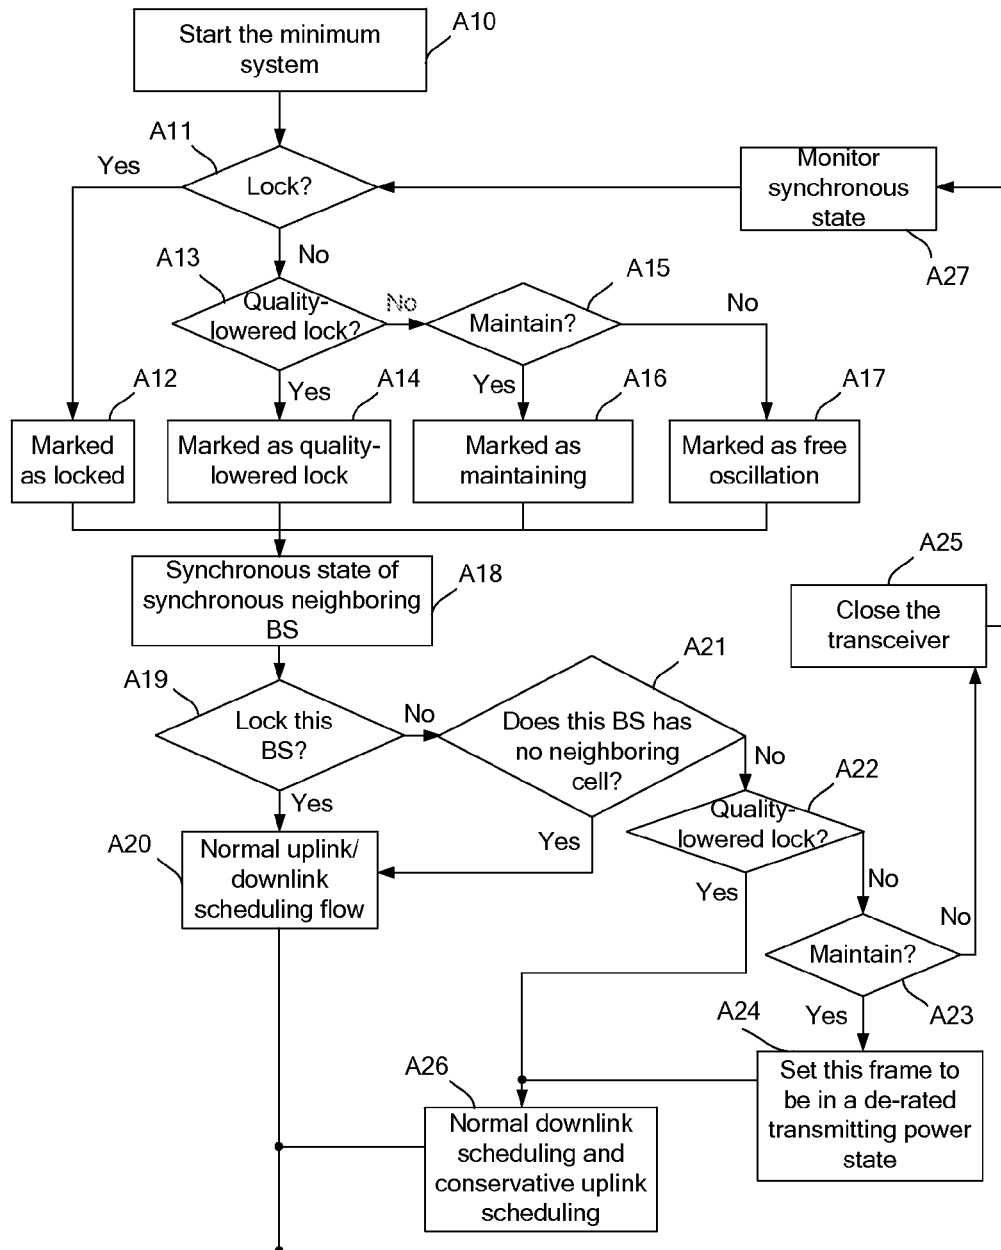 Start the minimum
system
A10
A11
Yes
Lock?
Monitor
synchronous
state
A27
No
A13
Quality-
lowered lock?
No
A15
Maintain?
No
A12
Yes
A14
Yes
A16
A17
Marked
as locked
Marked as quality-
lowered lock
Marked as
maintaining
Marked as free
oscillation
Synchronous state of
synchronous neighboring
BS
A18
A25
Close the
transceiver
A19
Lock this
BS?
No
A21
Does this BS has
no neighboring
cell?
No
A22
Quality-
lowered lock?
Yes
A20
Normal uplink/
downlink
scheduling flow
Yes
Yes
No
Maintain?
No
A23
Yes
A24
Set this frame to
be in a de-rated
transmitting power
state
A26
Normal downlink
scheduling and
conservative uplink
scheduling